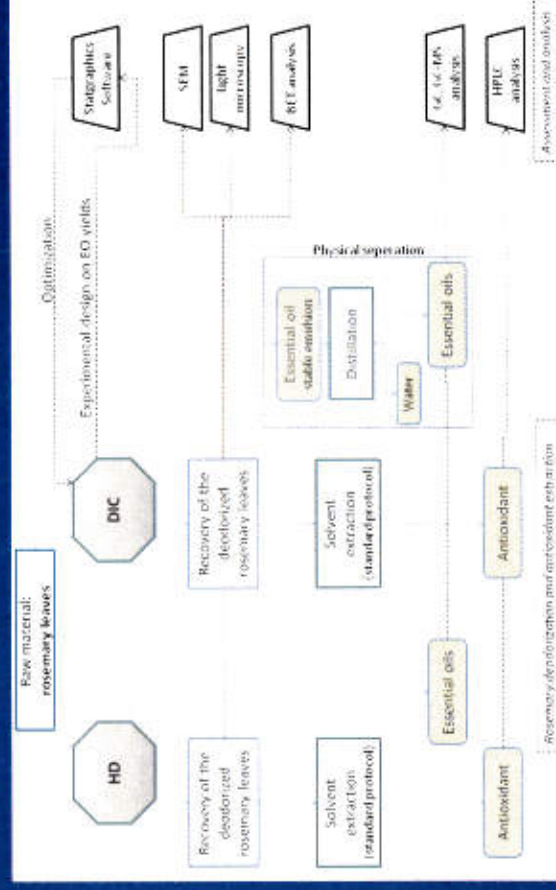 Raw material:
rosemary leaves
HD
DIC
Optimization
Experimental design on EO yields
Statgraphics
Software
Recovery of the
deodorized
rosemary leaves
Recovery of the
deodorized
rosemary leaves
SEM
Light
microscopy
BET analysis
Solvent
extraction
(standard protocol)
Solvent
extraction
(standard protocol)
Physical seperation
Essential oil
stable emulsion
Distillation
Water
Essential oils
Essential oils
GC, GC-MS
analysis
Antioxidant
Antioxidant
HPLC
analysis
Rosemary deodorization and antioxidant extraction
Assessment and analysis